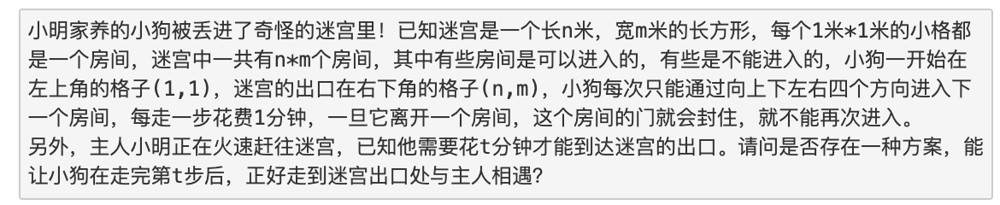 小明家养的小狗被丢进了奇怪的迷宫里！已知迷宫是一个长n米，宽m米的长方形，每个1米*1米的小格都
是一个房间，迷宫中一共有n*m个房间，其中有些房间是可以进入的，有些是不能进入的，小狗一开始在
左上角的格子(1,1)，迷宫的出口在右下角的格子(n,m)，小狗每次只能通过向上下左右四个方向进入下
一个房间，每走一步花费1分钟，一旦它离开一个房间，这个房间的门就会封住，就不能再次进入。
另外，主人小明正在火速赶往迷宫，已知他需要花t分钟才能到达迷宫的出口。请问是否存在一种方案，能
让小狗在走完第t步后，正好走到迷宫出口处与主人相遇？